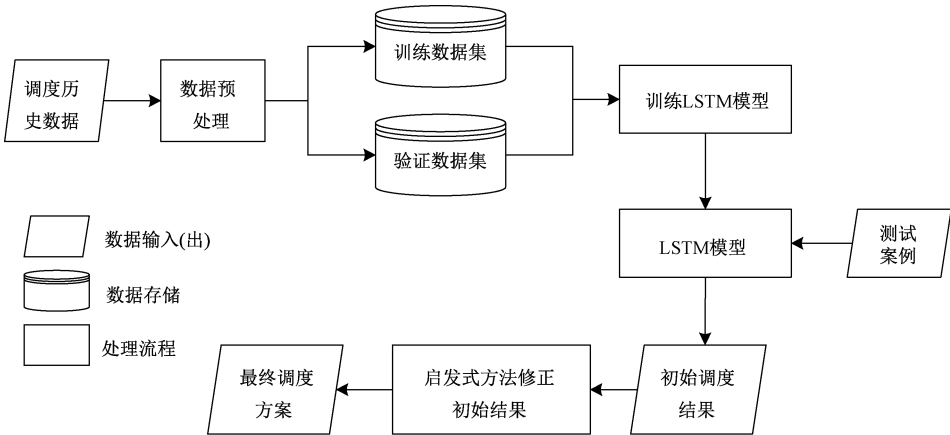 调度历
史数据
数据预
处理
训练数据集
验证数据集
训练LSTM模型
LSTM模型
测试
案例
数据输入(出)
数据存储
处理流程
初始调度
结果
启发式方法修正
初始结果
最终调度
方案